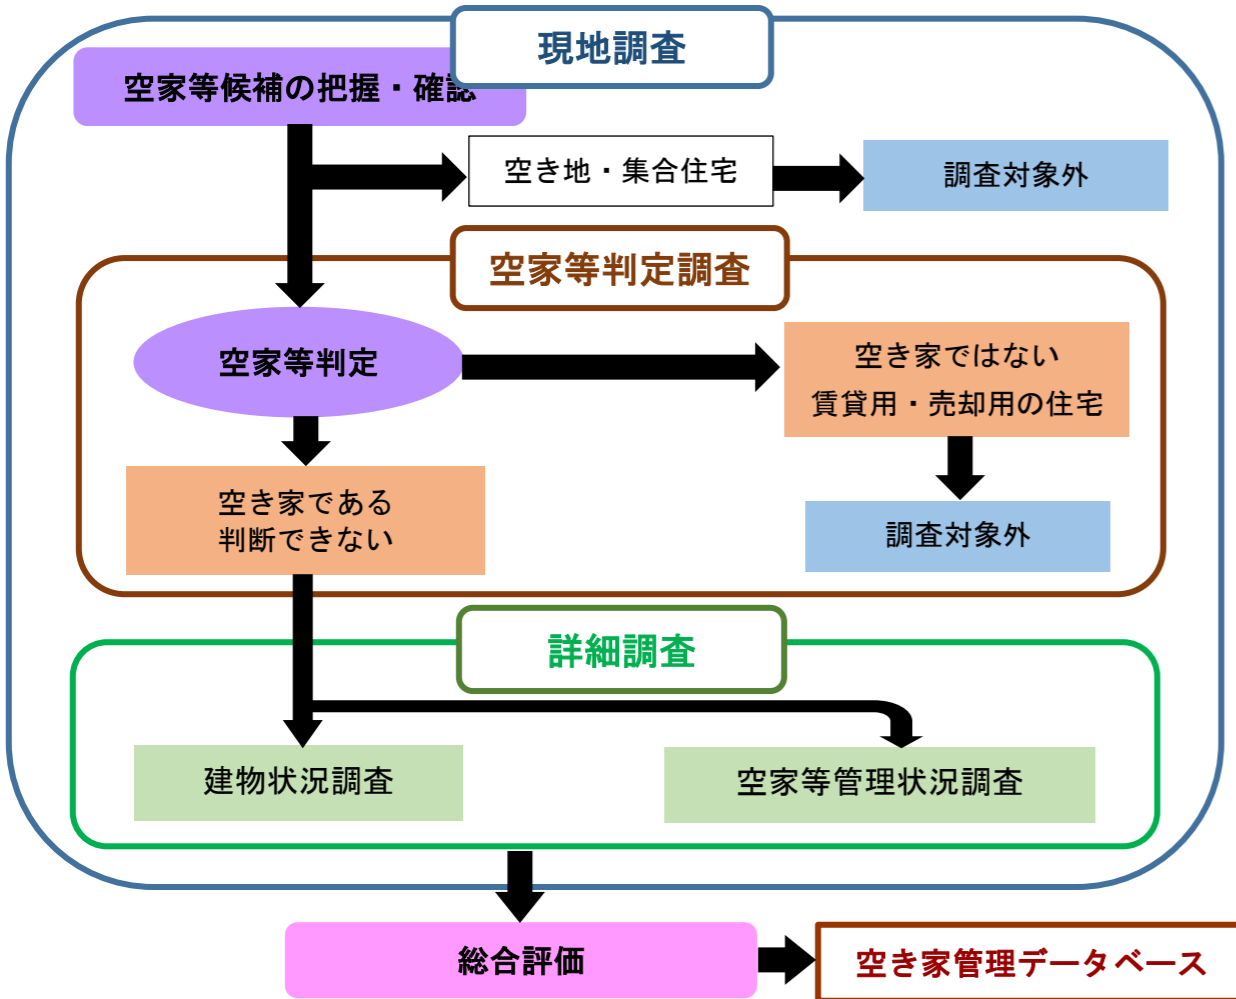 現地調査
空家等候補の把握・確認
空き地・集合住宅
調査対象外
空家等判定調査
空家等判定
空き家ではない
賃貸用・売却用の住宅
空き家である
判断できない
調査対象外
詳細調査
建物状況調査
空家等管理状況調査
総合評価
空き家管理データベース